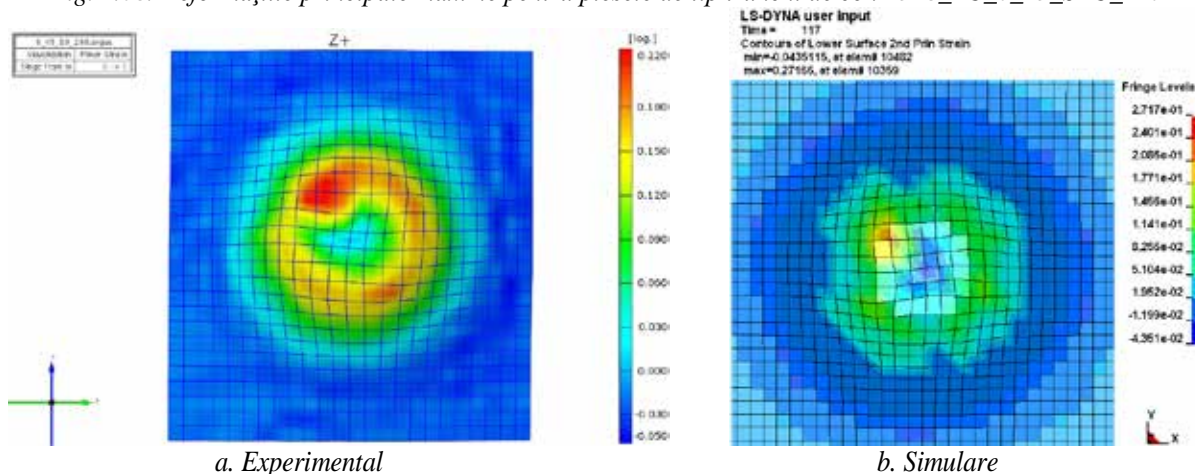 Z+
[log.]
0.220
0.180
0.150
0.120
0.090
0.060
0.030
0.000
-0.030
-0.050
LS-DYNA user input
Time = 117
Contours of Lower Surface 2nd Prin Strain
min=-0.0435115, at elem# 10482
max=0.27166, at elem# 10359
Fringe Levels
2.717e-01
2.401e-01
2.086e-01
1.771e-01
1.456e-01
1.141e-01
8.256e-02
5.104e-02
1.952e-02
-1.199e-02
-4.351e-02
Y
X
a. Experimental
b. Simulare